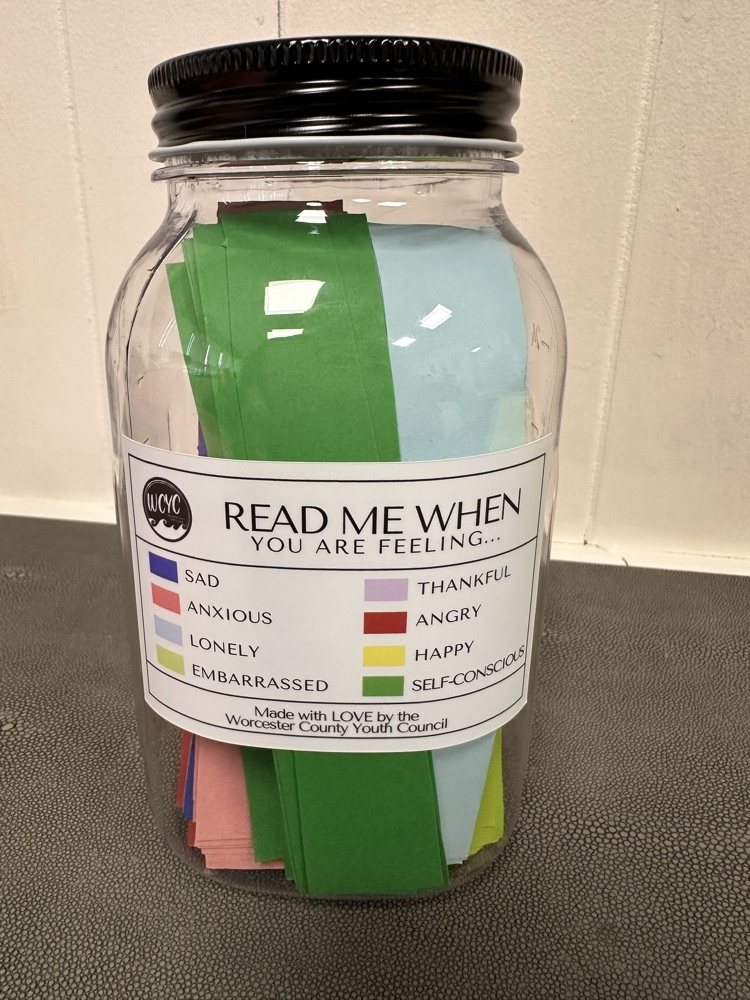 WCYC
READ ME WHEN
YOU ARE FEELING...
SAD
ANXIOUS
LONELY
EMBARRASSED
THANKFUL
ANGRY
HAPPY
SELF-CONSCIOUS
Made with LOVE by the
Worcester County Youth Council